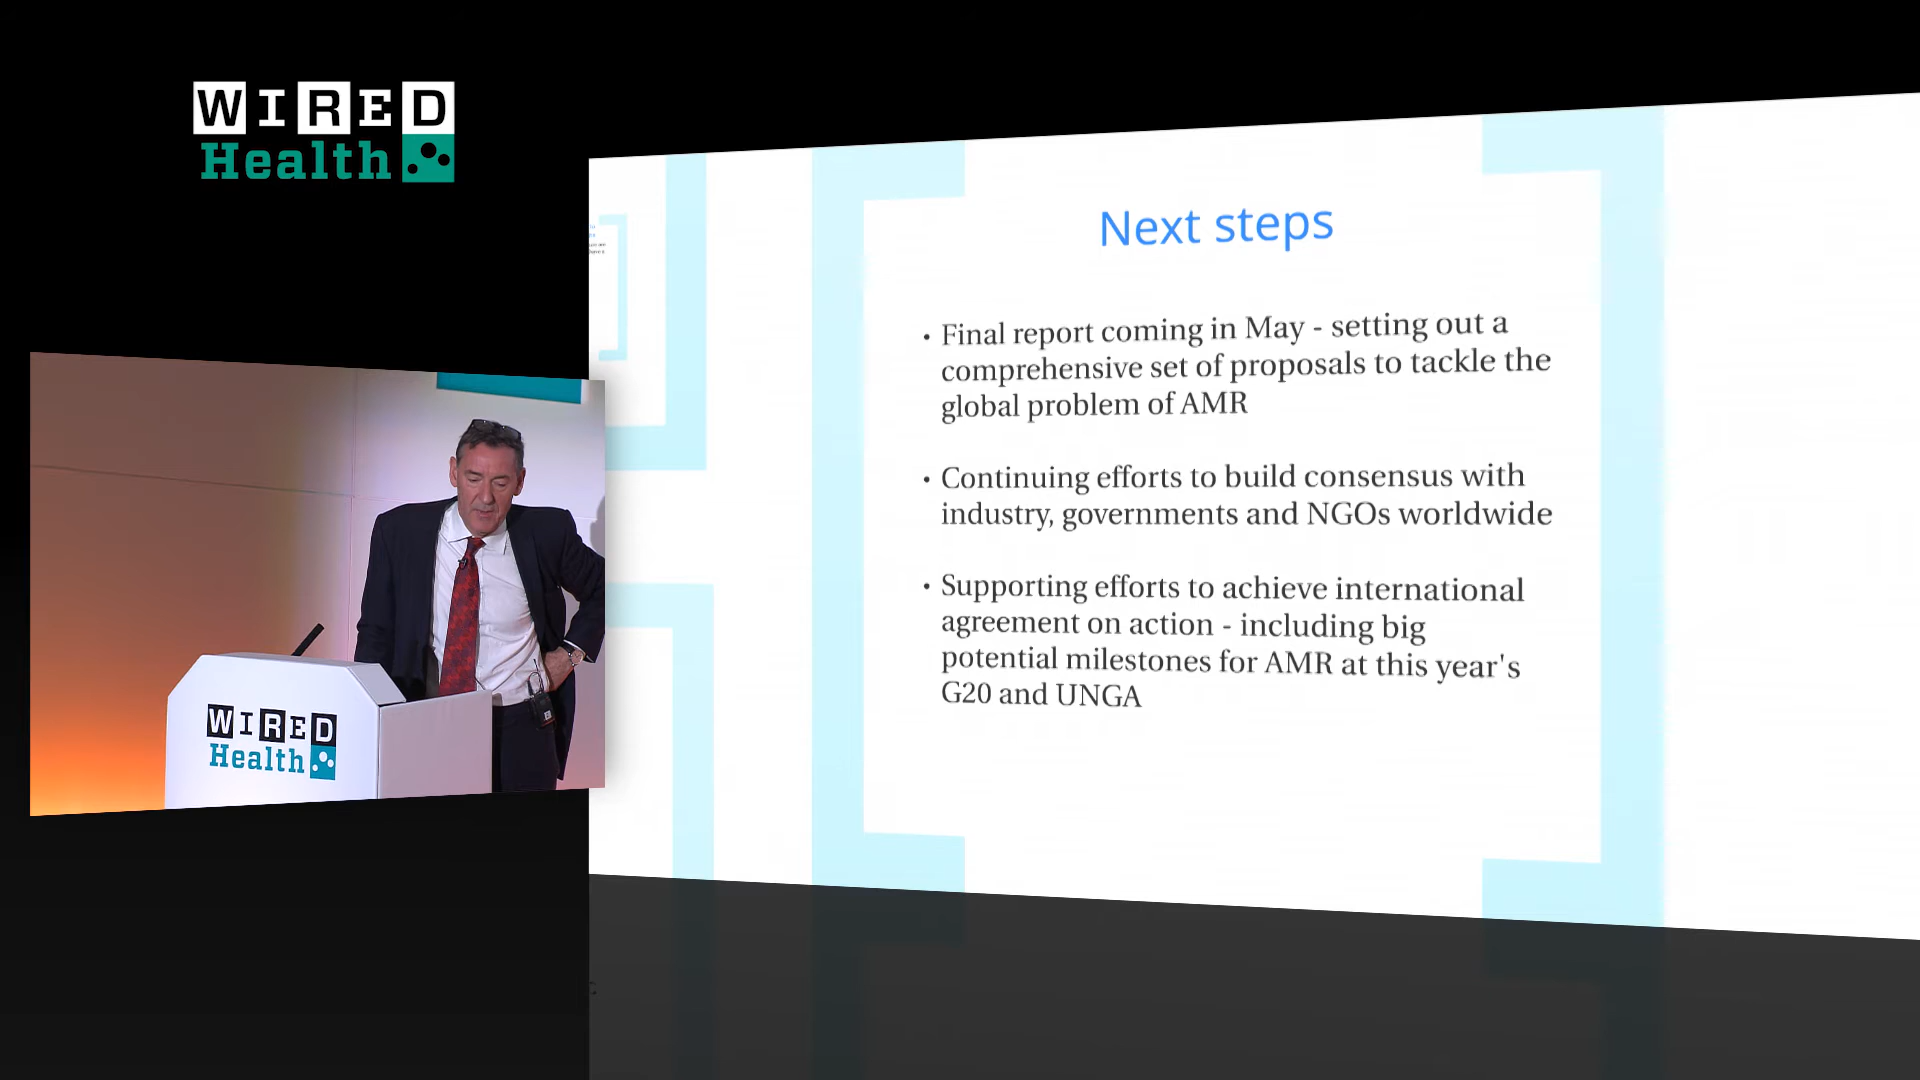 WIRED
Health
Next steps
• Final report coming in May - setting out a
comprehensive set of proposals to tackle the
global problem of AMR
• Continuing efforts to build consensus with
industry, governments and NGOs worldwide
• Supporting efforts to achieve international
agreement on action - including big
potential milestones for AMR at this year's
G20 and UNGA
WIRED
Health